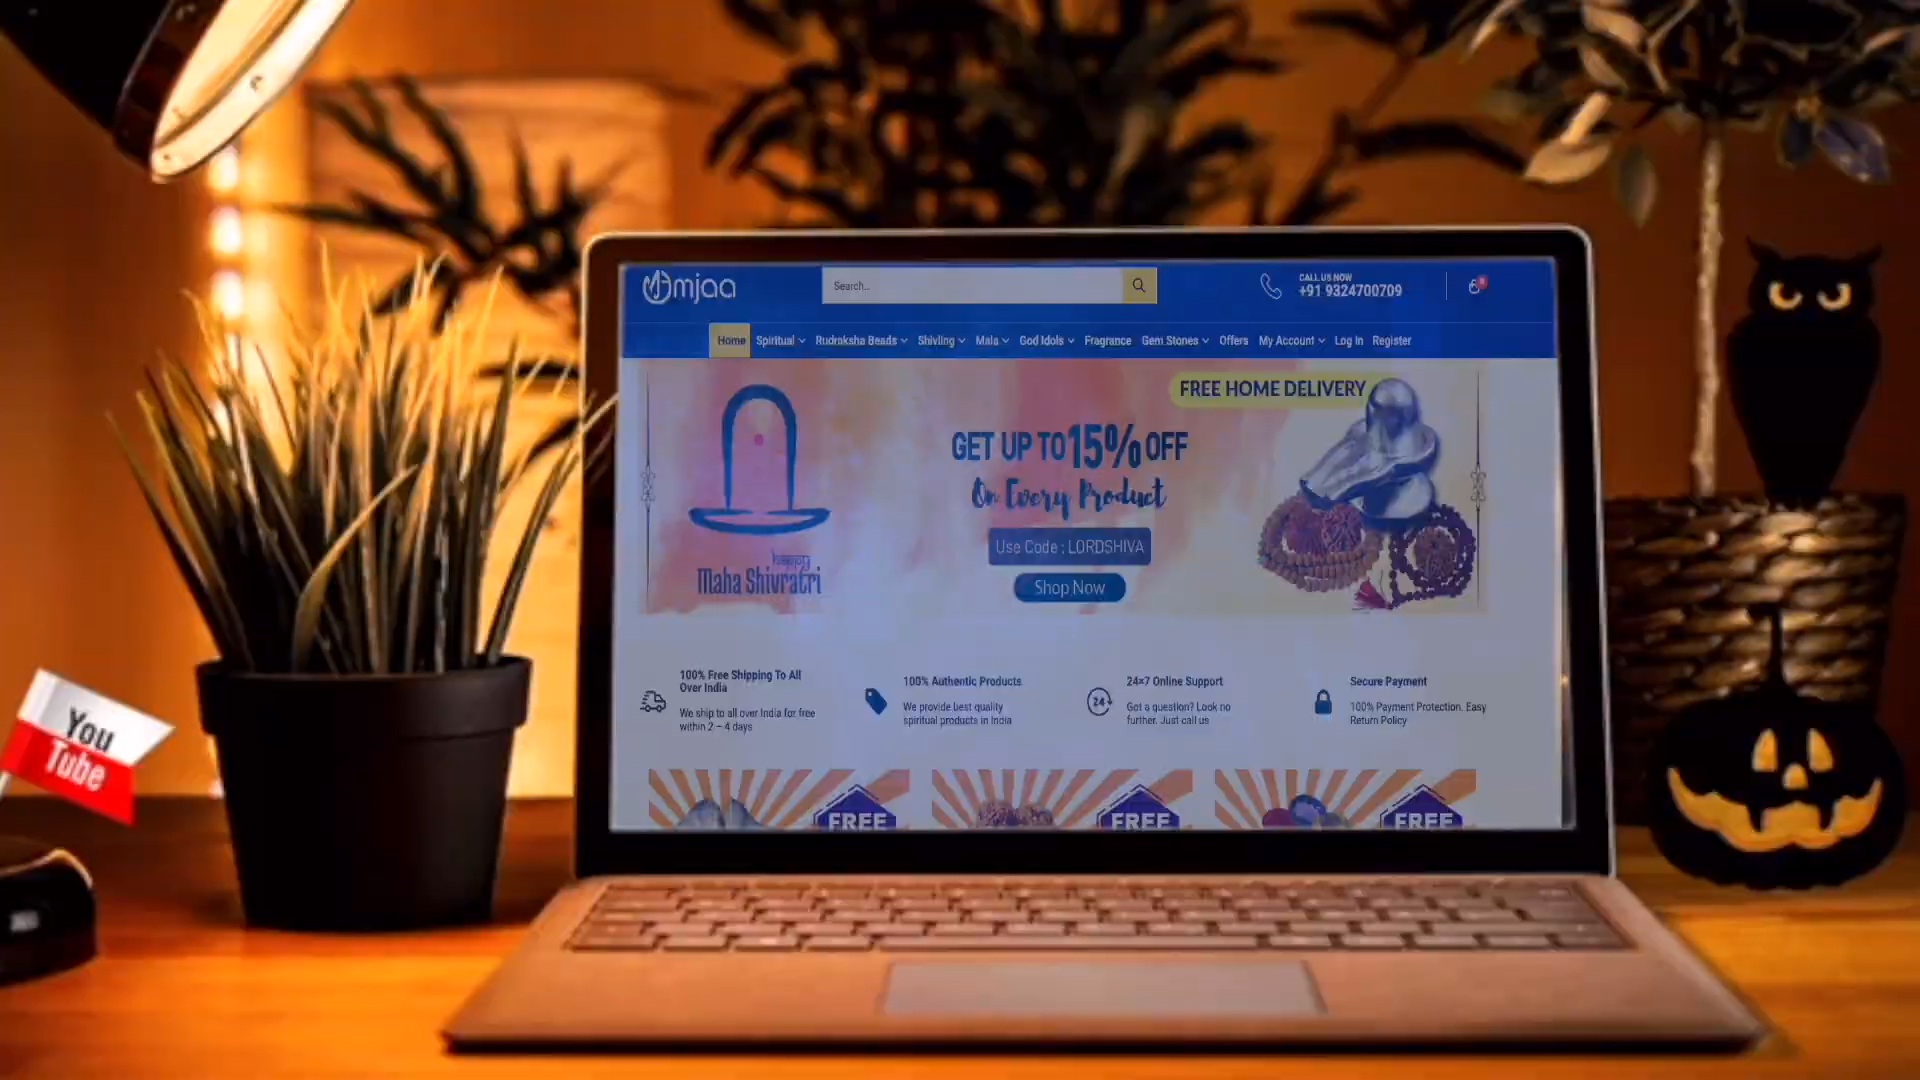 Omjaa
Search..
CALL US NOW
+91 9324700709
Home Spiritual Rudraksha Beads Shivling Mala God Idols Fragrance Gem Stones Offers My Account Log In Register
FREE HOME DELIVERY
GET UP TO 15% OFF
On Every Product
Use Code : LORDSHIVA
Shop Now
happy
Maha Shivratri
100% Free Shipping To All
Over India
We ship to all over India for free
within 2 – 4 days
100% Authentic Products
We provide best quality
spiritual products in India
24
24×7 Online Support
Got a question? Look no
further. Just call us
Secure Payment
100% Payment Protection. Easy
Return Policy
FREE
FREE
FREE
You
Tube